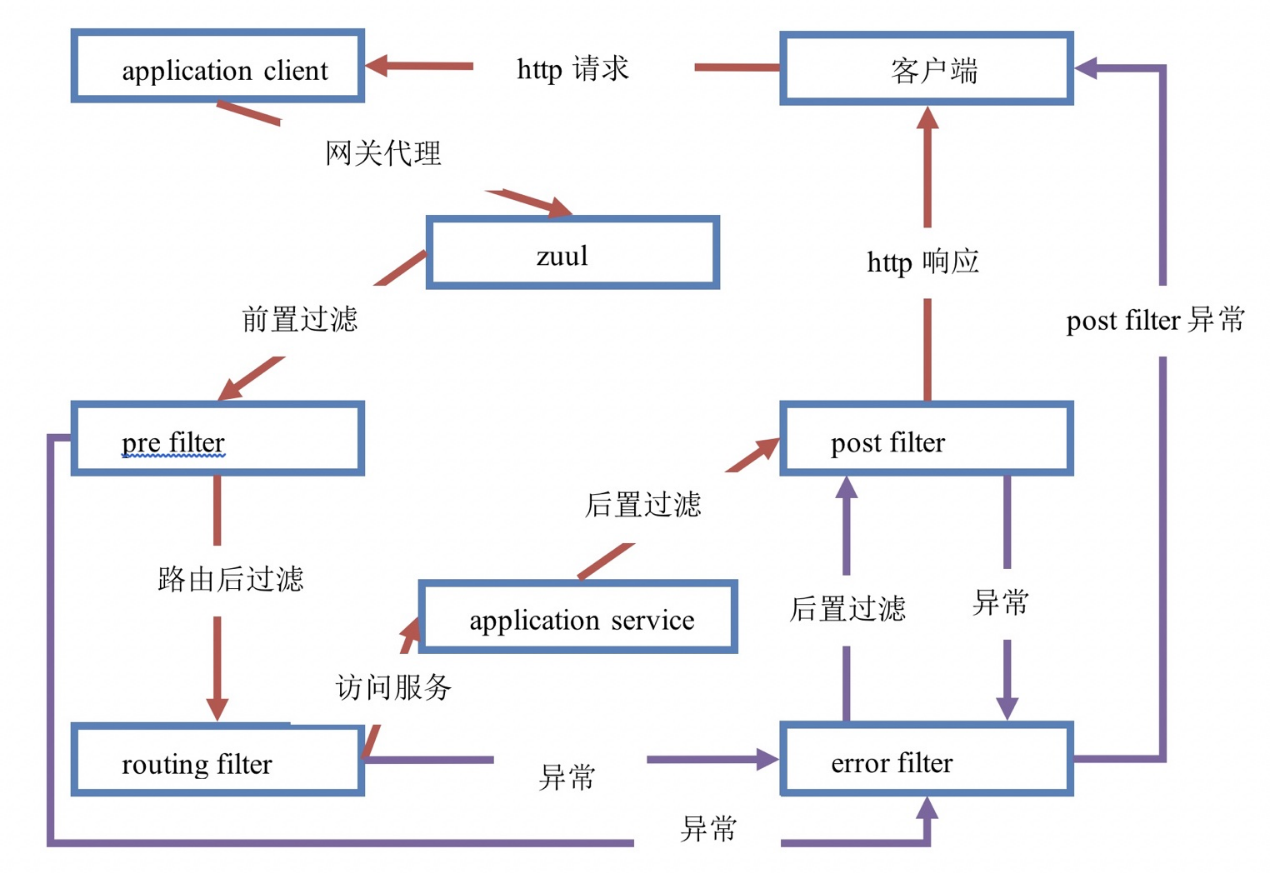 application client
http 请求
客户端
网关代理
zuul
http 响应
前置过滤
post filter 异常
pre filter
post filter
后置过滤
路由后过滤
application service
后置过滤
异常
访问服务
routing filter
异常
error filter
异常